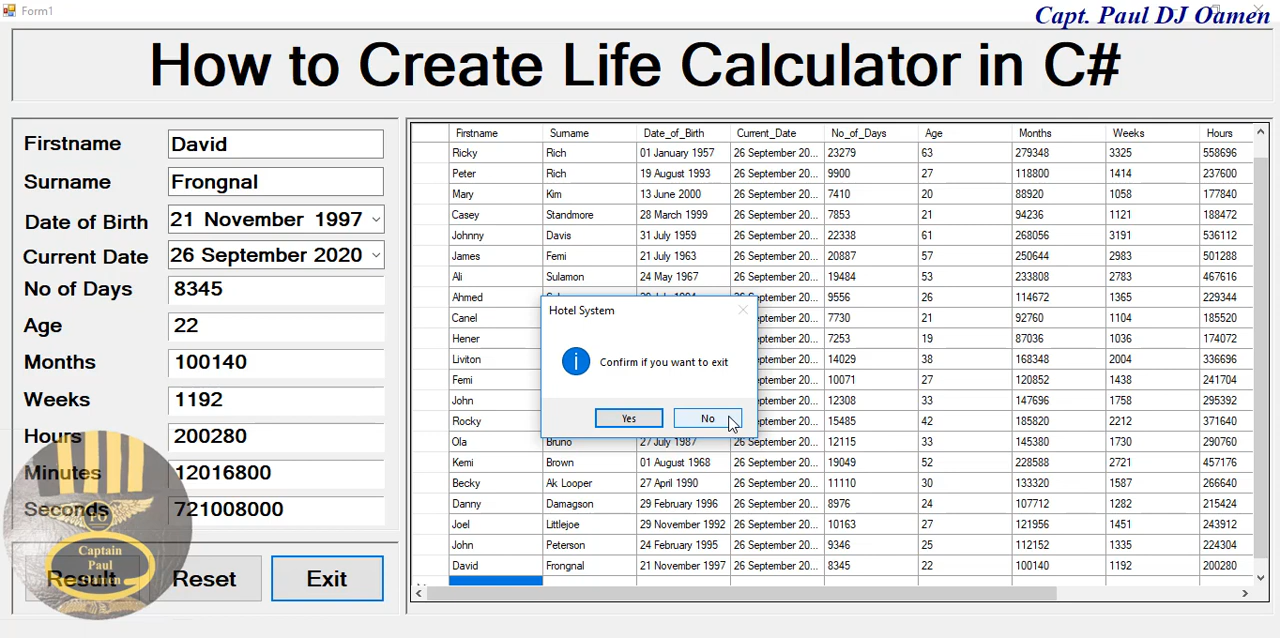 Form1
Capt. Paul DJ Oamen
How to Create Life Calculator in C#
Firstname David
Surname Frongnal
Date of Birth 21 November 1997
Current Date 26 September 2020
No of Days 8345
Age 22
Months 100140
Weeks 1192
Hours 200280
Minutes 12016800
Seconds 721008000
Captain
Paul
Result Reset Exit
Firstname Surname Date_of_Birth Current_Date No_of_Days Age Months Weeks Hours
Ricky Rich 01 January 1957 26 September 20... 23279 63 279348 3325 558696
Peter Rich 19 August 1993 26 September 20... 9900 27 118800 1414 237600
Mary Kim 13 June 2000 26 September 20... 7410 20 88920 1058 177840
Casey Standmore 28 March 1999 26 September 20... 7853 21 94236 1121 188472
Johnny Davis 31 July 1959 26 September 20... 22338 61 268056 3191 536112
James Femi 21 July 1963 26 September 20... 20887 57 250644 2983 501288
Ali Sulamon 24 May 1967 26 September 20... 19484 53 233808 2783 467616
Ahmed 9556 26 114672 1365 229344
Canel eptember 20... 7730 21 92760 1104 185520
Hener eptember 20... 7253 19 87036 1036 174072
Liviton eptember 20... 14029 38 168348 2004 336696
Femi eptember 20... 10071 27 120852 1438 241704
John eptember 20... 12308 33 147696 1758 295392
Rocky eptember 20... 15485 42 185820 2212 371640
Ola Bruno 27 July 1987 26 September 20... 12115 33 145380 1730 290760
Kemi Brown 01 August 1968 26 September 20... 19049 52 228588 2721 457176
Becky Ak Looper 27 April 1990 26 September 20... 11110 30 133320 1587 266640
Danny Damagson 29 February 1996 26 September 20... 8976 24 107712 1282 215424
Joel Littlejoe 29 November 1992 26 September 20... 10163 27 121956 1451 243912
John Peterson 24 February 1995 26 September 20... 9346 25 112152 1335 224304
David Frongnal 21 November 1997 26 September 20... 8345 22 100140 1192 200280
Hotel System
Confirm if you want to exit
Yes No